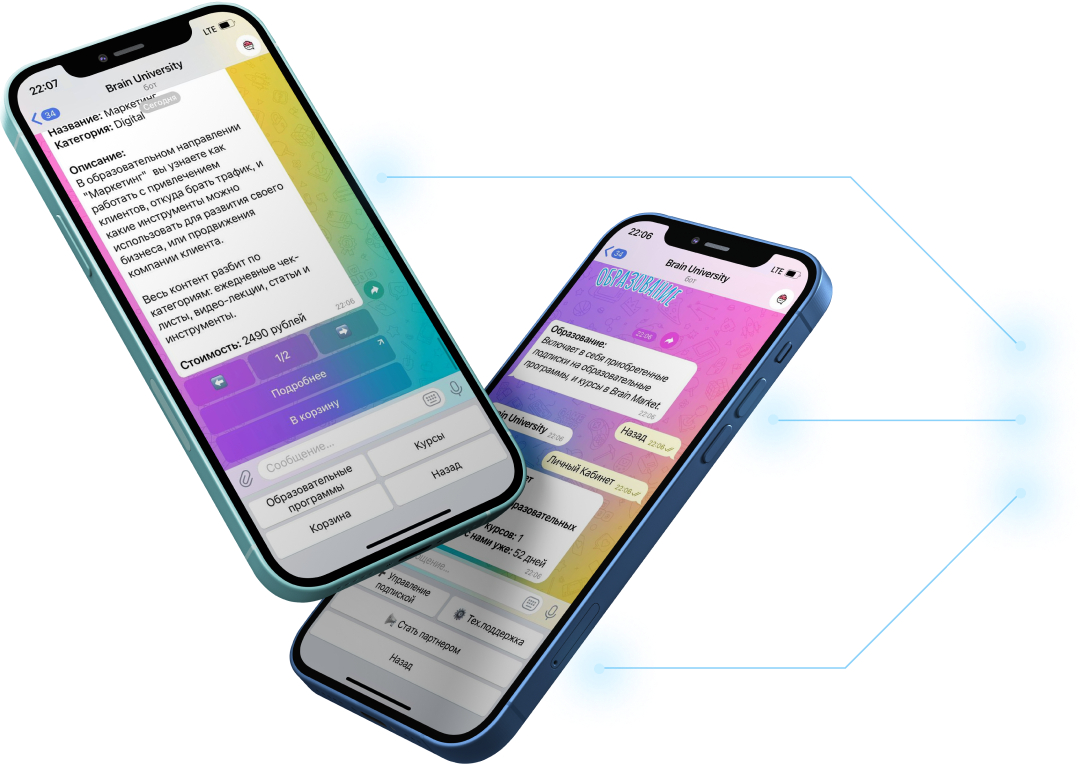 22:07
LTE
34
Brain University
бот
Сегодня
Название: Маркетинг
Категория: Digital
Описание:
В образовательном направлении
"Маркетинг" вы узнаете как
работать с привлечением
клиентов, откуда брать трафик, и
какие инструменты можно
использовать для развития своего
бизнеса, или продвижения
компании клиента.
Весь контент разбит по
категориям: ежедневные чек-
листы, видео-лекции, статьи и
инструменты.
Стоимость: 2490 рублей
22:06
1/2
Подробнее
В корзину
Сообщение...
Образовательные
программы
Курсы
Корзина
Назад
22:06
LTE
34
Brain University
бот
ОБРАЗОВАНИЕ
22:06
Образование:
Включает в себя приобретенные
подписки на образовательные
программы, и курсы в Brain Market.
22:06
Назад 22:06
University 22:06
Личный Кабинет 22:06
курсов: 1
с нами уже: 52 дней
22:06
Управление
подпиской
Тех.поддержка
Стать партнером
Назад